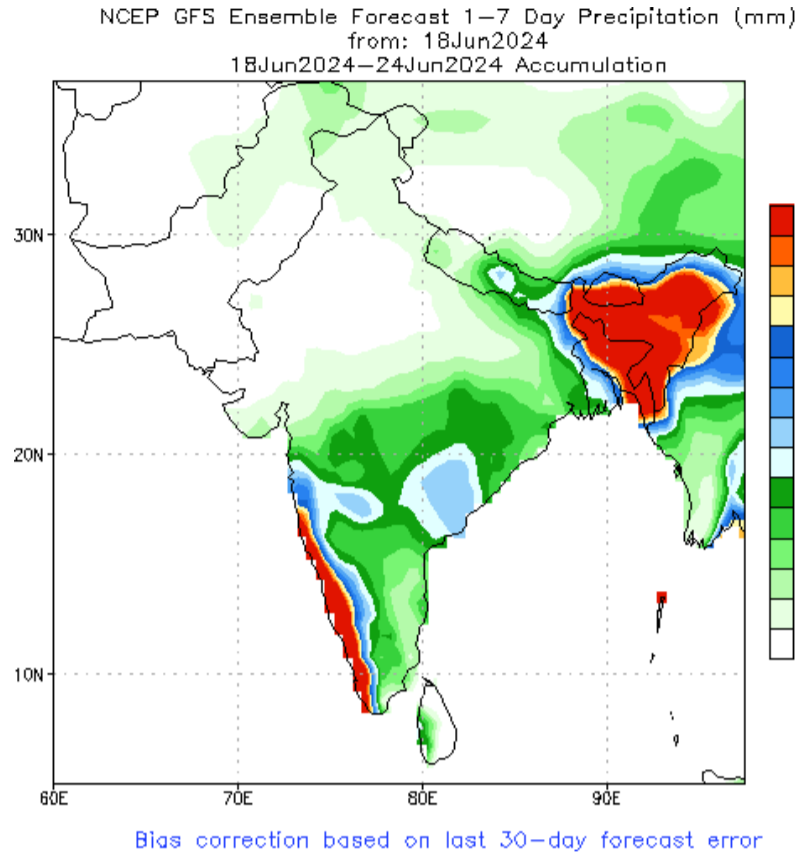 NCEP GFS Ensemble Forecast 1–7 Day Precipitation (mm)
from: 18Jun2024
18Jun2024–24Jun2024 Accumulation
30N
20N
10N
60E
70E
80E
90E
Bias correction based on last 30–day forecast error